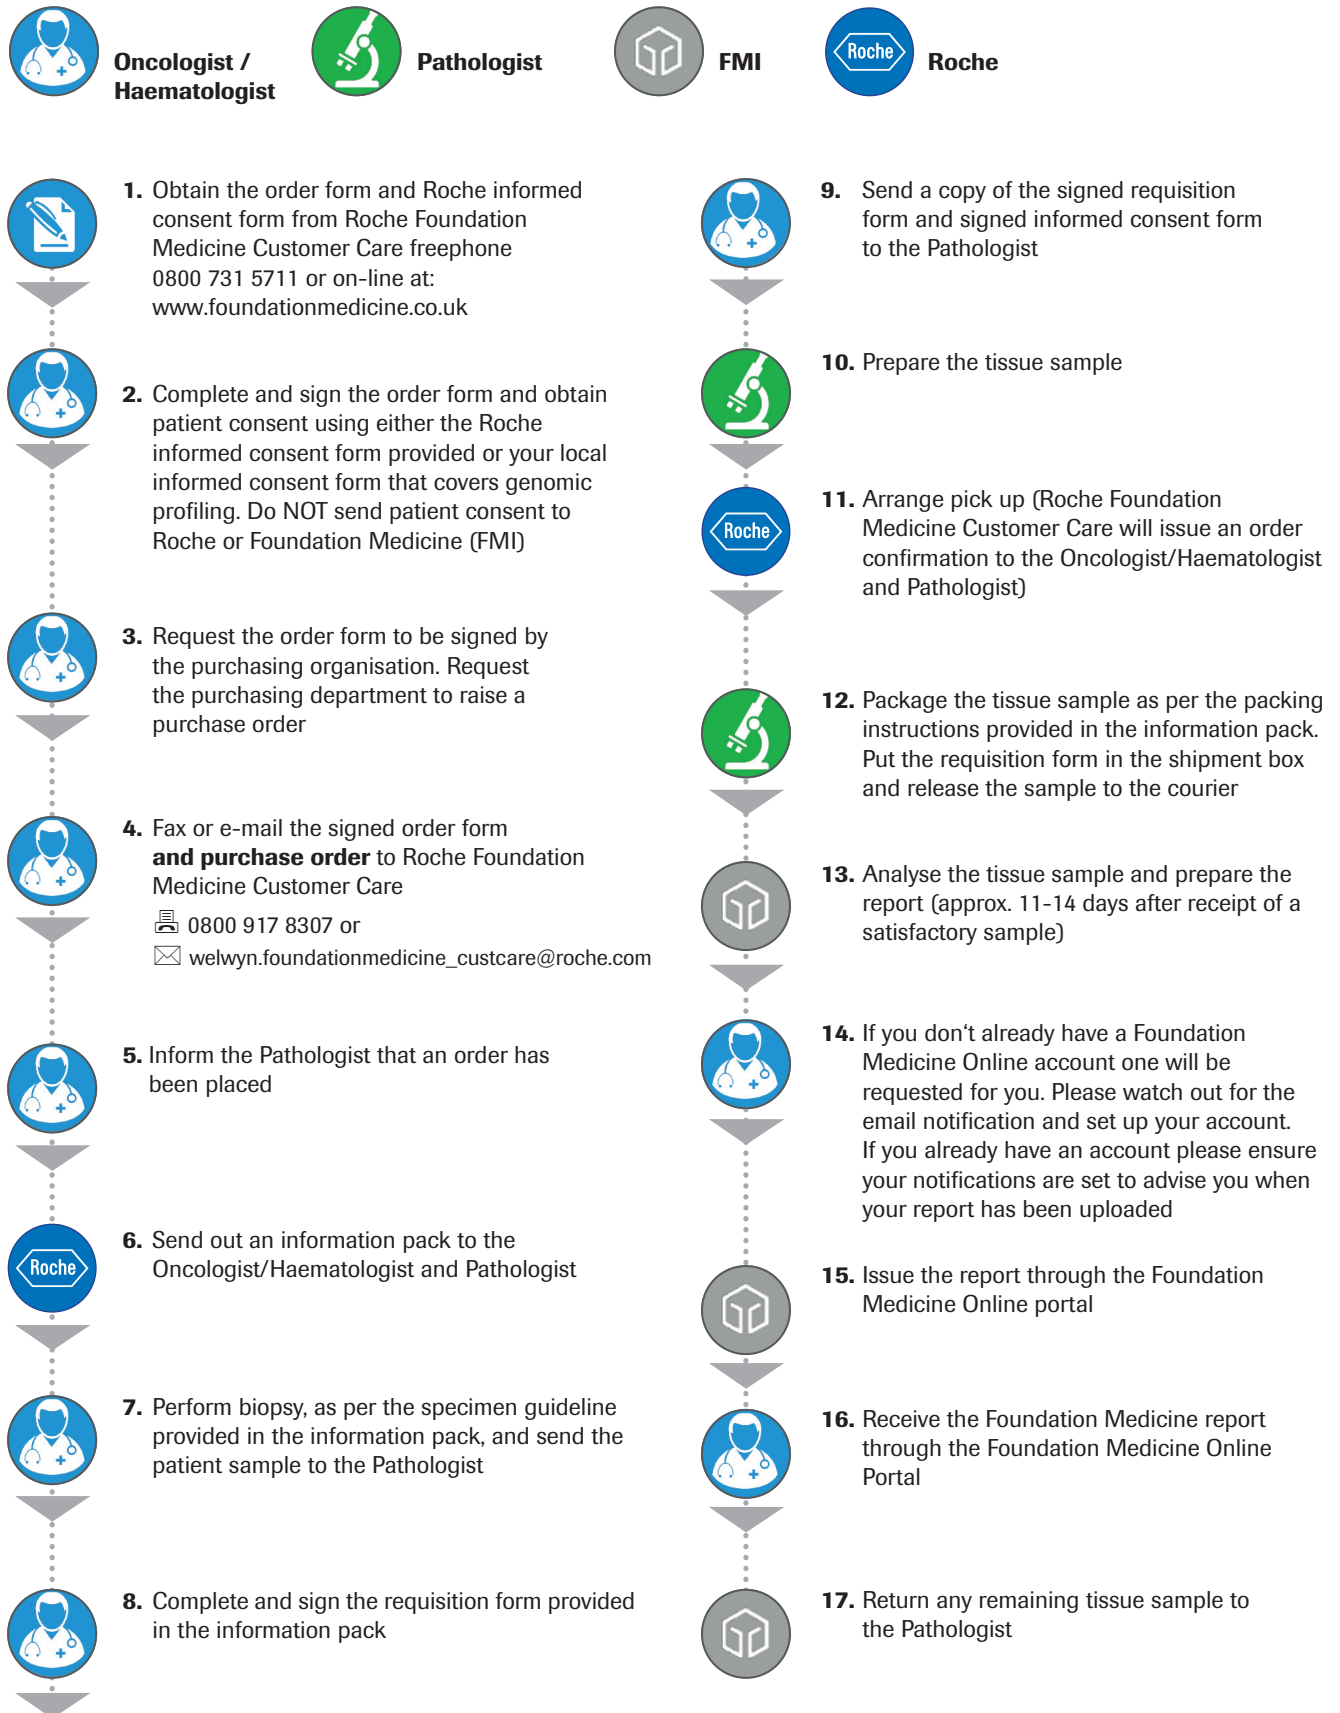 Oncologist /
Haematologist
Pathologist
FMI
Roche
Roche
1. Obtain the order form and Roche informed
consent form from Roche Foundation
Medicine Customer Care freephone
0800 731 5711 or on-line at:
www.foundationmedicine.co.uk
2. Complete and sign the order form and obtain
patient consent using either the Roche
informed consent form provided or your local
informed consent form that covers genomic
profiling. Do NOT send patient consent to
Roche or Foundation Medicine (FMI)
3. Request the order form to be signed by
the purchasing organisation. Request
the purchasing department to raise a
purchase order
4. Fax or e-mail the signed order form
and purchase order to Roche Foundation
Medicine Customer Care
0800 917 8307 or
welwyn.foundationmedicine_custcare@roche.com
5. Inform the Pathologist that an order has
been placed
Roche
6. Send out an information pack to the
Oncologist/Haematologist and Pathologist
7. Perform biopsy, as per the specimen guideline
provided in the information pack, and send the
patient sample to the Pathologist
8. Complete and sign the requisition form provided
in the information pack
9. Send a copy of the signed requisition
form and signed informed consent form
to the Pathologist
10. Prepare the tissue sample
Roche
11. Arrange pick up (Roche Foundation
Medicine Customer Care will issue an order
confirmation to the Oncologist/Haematologist
and Pathologist)
12. Package the tissue sample as per the packing
instructions provided in the information pack.
Put the requisition form in the shipment box
and release the sample to the courier
13. Analyse the tissue sample and prepare the
report (approx. 11-14 days after receipt of a
satisfactory sample)
14. If you don‘t already have a Foundation
Medicine Online account one will be
requested for you. Please watch out for the
email notification and set up your account.
If you already have an account please ensure
your notifications are set to advise you when
your report has been uploaded
15. Issue the report through the Foundation
Medicine Online portal
16. Receive the Foundation Medicine report
through the Foundation Medicine Online
Portal
17. Return any remaining tissue sample to
the Pathologist